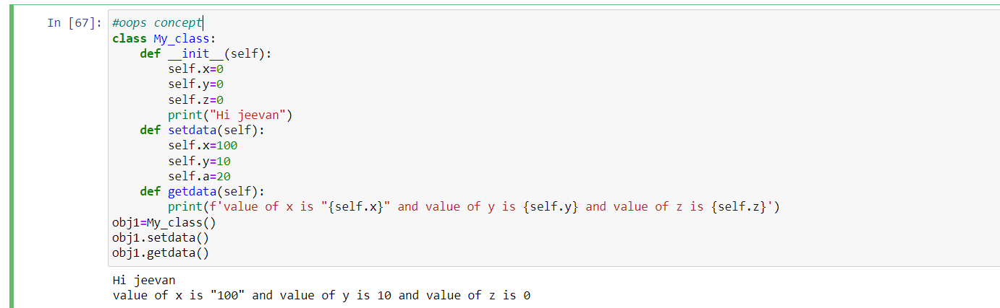 In [67]: #oops concept
class My_class:
    def __init__(self):
        self.x=0
        self.y=0
        self.z=0
        print("Hi jeevan")
    def setdata(self):
        self.x=100
        self.y=10
        self.a=20
    def getdata(self):
        print(f'value of x is "{self.x}" and value of y is {self.y} and value of z is {self.z}')
obj1=My_class()
obj1.setdata()
obj1.getdata()
Hi jeevan
value of x is "100" and value of y is 10 and value of z is 0